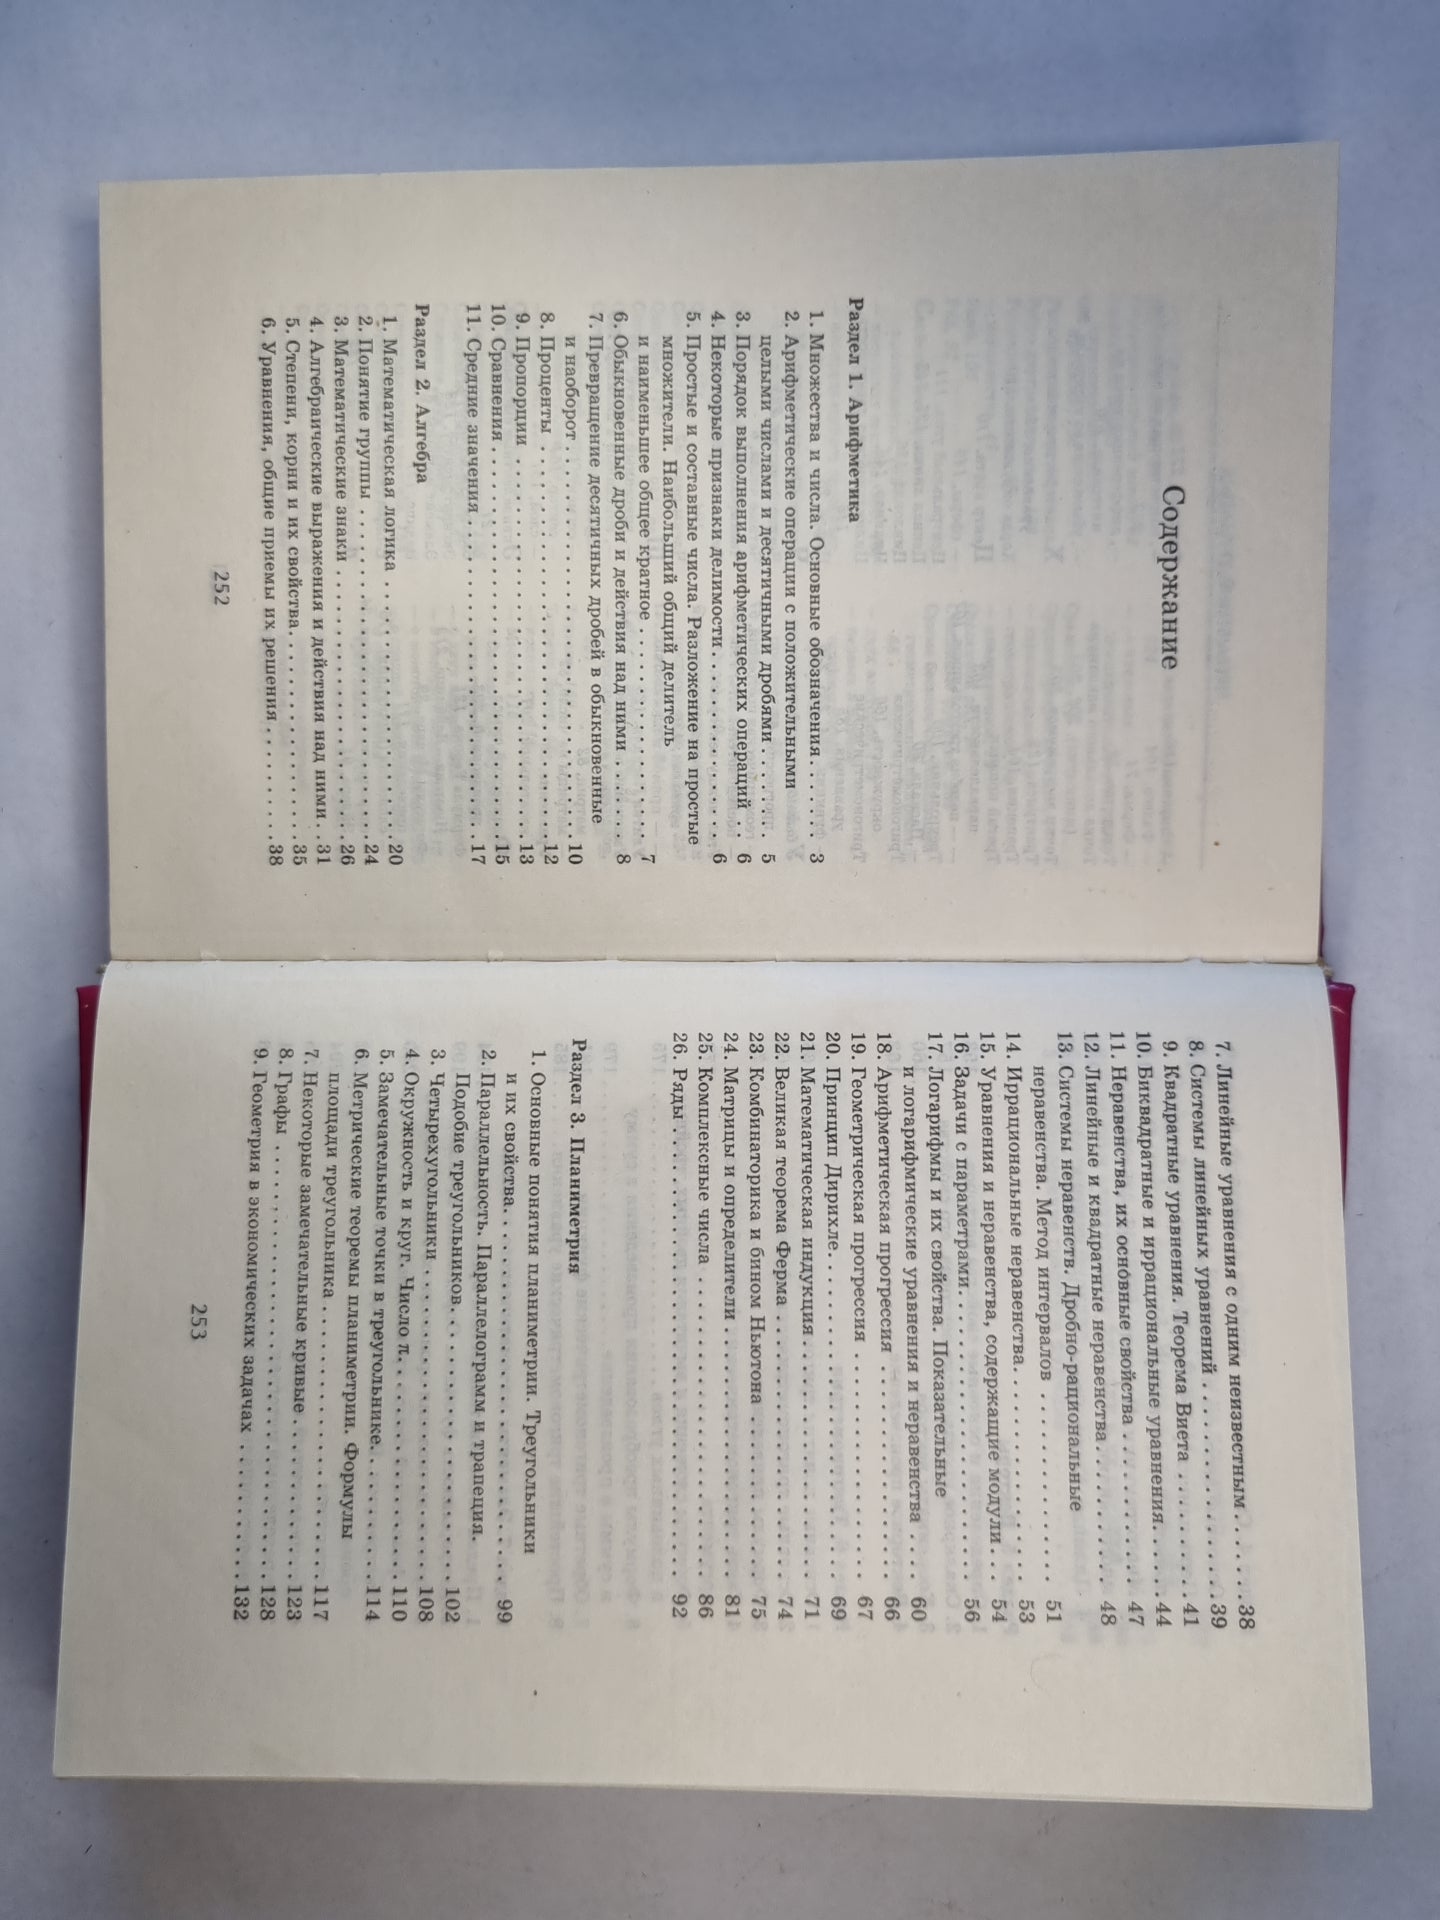 Содержание
Раздел 1. Арифметика
1. Множества и числа. Основные обозначения....... 3
2. Арифметические операции с положительными
целыми числами и десятичными дробями....... 5
3. Порядок выполнения арифметических операций .. 6
4. Некоторые признаки делимости............ 6
5. Простые и составные числа. Разложение на простые
множители. Наибольший общий делитель
и наименьшее общее кратное ............... 7
6. Обыкновенные дроби и действия над ними ....... 8
7. Превращение десятичных дробей в обыкновенные
и наоборот............................10
8. Проценты ...........................12
9. Пропорции ..........................13
10. Сравнения ...........................15
11. Средние значения .......................17
Раздел 2. Алгебра
1. Математическая логика ...................20
2. Понятие группы ........................24
3. Математические знаки ....................26
4. Алгебраические выражения и действия над ними ..31
5. Степени, корни и их свойства................35
6. Уравнения, общие приемы их решения ..........38
252
7. Линейные уравнения с одним неизвестным.......38
8. Системы линейных уравнений ...............39
9. Квадратные уравнения. Теорема Виета .........41
10. Биквадратные и иррациональные уравнения......44
11. Неравенства, их основные свойства ...........47
12. Линейные и квадратные неравенства...........48
13. Системы неравенств. Дробно-рациональные
неравенства. Метод интервалов .............51
14. Иррациональные неравенства................53
15. Уравнения и неравенства, содержащие модули...54
16. Задачи с параметрами.....................56
17. Логарифмы и их свойства. Показательные
и логарифмические уравнения и неравенства ....60
18. Арифметическая прогрессия ................66
19. Геометрическая прогрессия .................67
20. Принцип Дирихле.......................69
21. Математическая индукция..................71
22. Великая теорема Ферма ...................74
23. Комбинаторика и бином Ньютона ............75
24. Матрицы и определители ..................81
25. Комплексные числа .....................86
26. Ряды ..............................92
Раздел 3. Планиметрия
1. Основные понятия планиметрии. Треугольники
и их свойства.......................... 99
2. Параллельность. Параллелограмм и трапеция.
Подобие треугольников....................102
3. Четырехугольники ......................108
4. Окружность и круг. Число π.................110
5. Замечательные точки в треугольнике...........114
6. Метрические теоремы планиметрии. Формулы
площади треугольника ...................117
7. Некоторые замечательные кривые ............123
8. Графы .............................128
9. Геометрия в экономических задачах ...........132
253